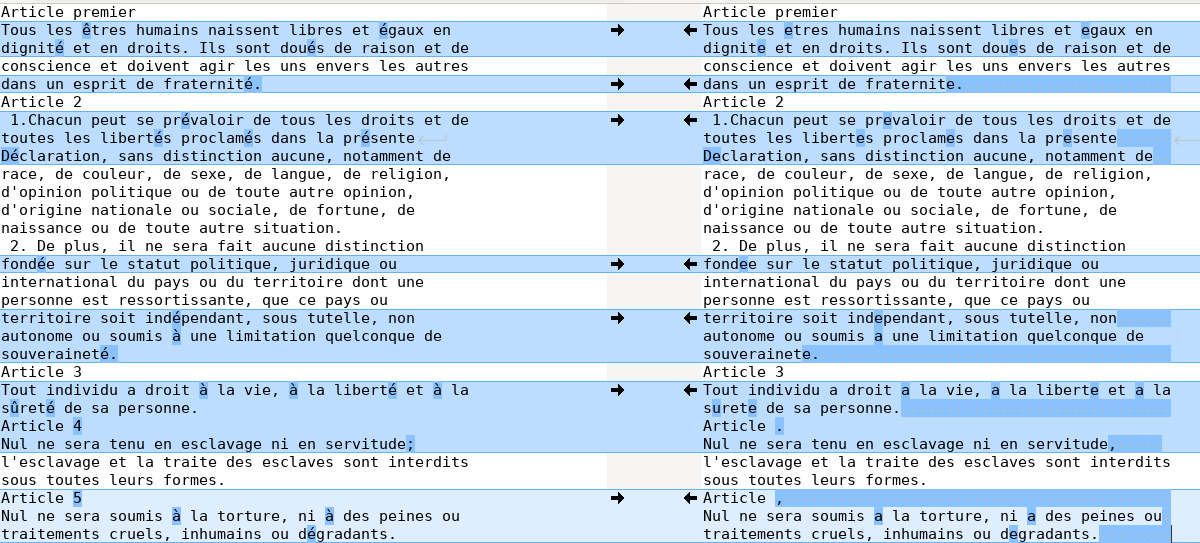 Article premier
Tous les êtres humains naissent libres et égaux en
dignité et en droits. Ils sont doués de raison et de
conscience et doivent agir les uns envers les autres
dans un esprit de fraternité.
Article 2
1.Chacun peut se prévaloir de tous les droits et de
toutes les libertés proclamés dans la présente
Déclaration, sans distinction aucune, notamment de
race, de couleur, de sexe, de langue, de religion,
d'opinion politique ou de toute autre opinion,
d'origine nationale ou sociale, de fortune, de
naissance ou de toute autre situation.
2. De plus, il ne sera fait aucune distinction
fondée sur le statut politique, juridique ou
international du pays ou du territoire dont une
personne est ressortissante, que ce pays ou
territoire soit indépendant, sous tutelle, non
autonome ou soumis à une limitation quelconque de
souveraineté.
Article 3
Tout individu a droit à la vie, à la liberté et à la
sûreté de sa personne.
Article 4
Nul ne sera tenu en esclavage ni en servitude;
l'esclavage et la traite des esclaves sont interdits
sous toutes leurs formes.
Article 5
Nul ne sera soumis à la torture, ni à des peines ou
traitements cruels, inhumains ou dégradants.
Article premier
Tous les etres humains naissent libres et egaux en
dignite et en droits. Ils sont doues de raison et de
conscience et doivent agir les uns envers les autres
dans un esprit de fraternite.
Article 2
1.Chacun peut se prevaloir de tous les droits et de
toutes les libertes proclames dans la presente
Declaration, sans distinction aucune, notamment de
race, de couleur, de sexe, de langue, de religion,
d'opinion politique ou de toute autre opinion,
d'origine nationale ou sociale, de fortune, de
naissance ou de toute autre situation.
2. De plus, il ne sera fait aucune distinction
fondee sur le statut politique, juridique ou
international du pays ou du territoire dont une
personne est ressortissante, que ce pays ou
territoire soit independant, sous tutelle, non
autonome ou soumis a une limitation quelconque de
souverainete.
Article 3
Tout individu a droit a la vie, a la liberte et a la
surete de sa personne.
Article .
Nul ne sera tenu en esclavage ni en servitude,
l'esclavage et la traite des esclaves sont interdits
sous toutes leurs formes.
Article ,
Nul ne sera soumis a la torture, ni a des peines ou
traitements cruels, inhumains ou degradants.